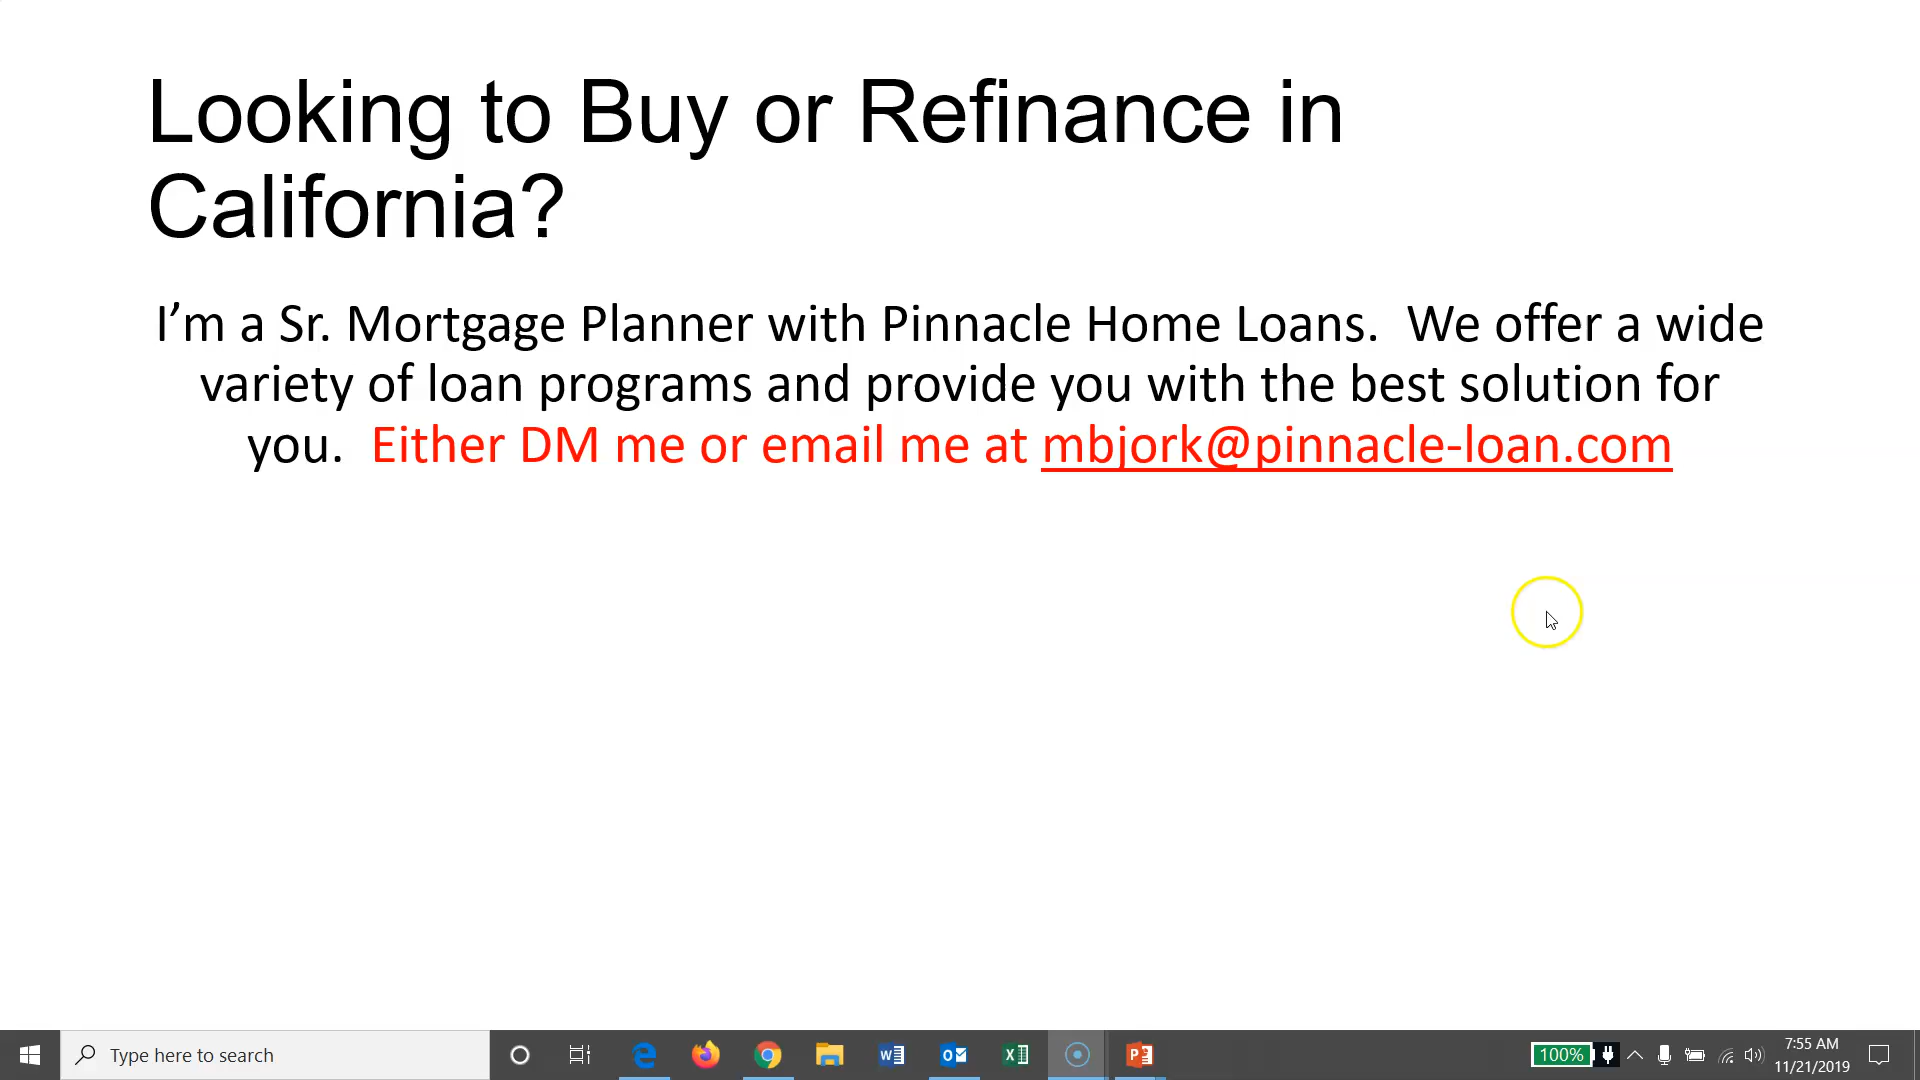 Looking to Buy or Refinance in
California?
I’m a Sr. Mortgage Planner with Pinnacle Home Loans.  We offer a wide
variety of loan programs and provide you with the best solution for
you.  Either DM me or email me at mbjork@pinnacle-loan.com
Type here to search
100%
7:55 AM
11/21/2019